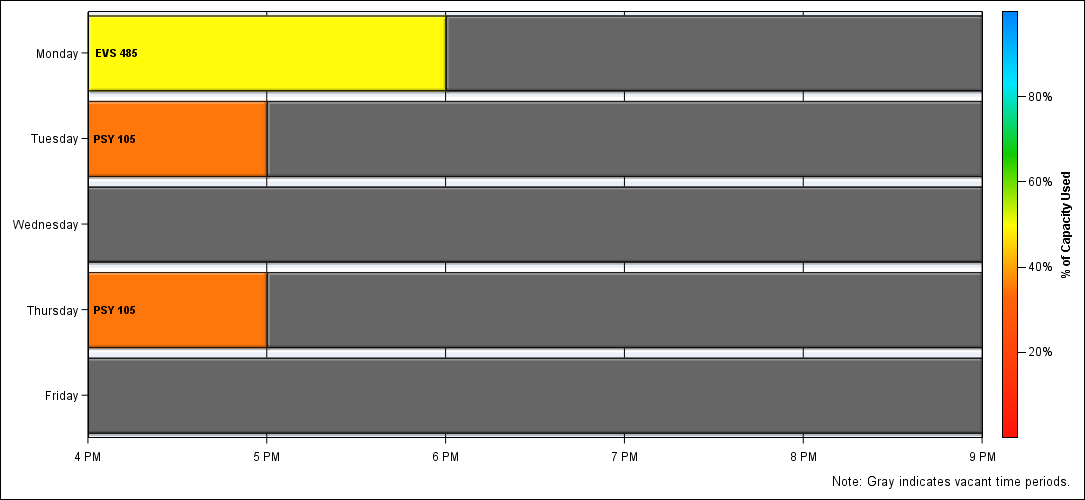 Monday
EVS 485
Tuesday
PSY 105
Wednesday
Thursday
PSY 105
Friday
4 PM 5 PM 6 PM 7 PM 8 PM 9 PM
80%
60%
40%
20%
% of Capacity Used
Note: Gray indicates vacant time periods.